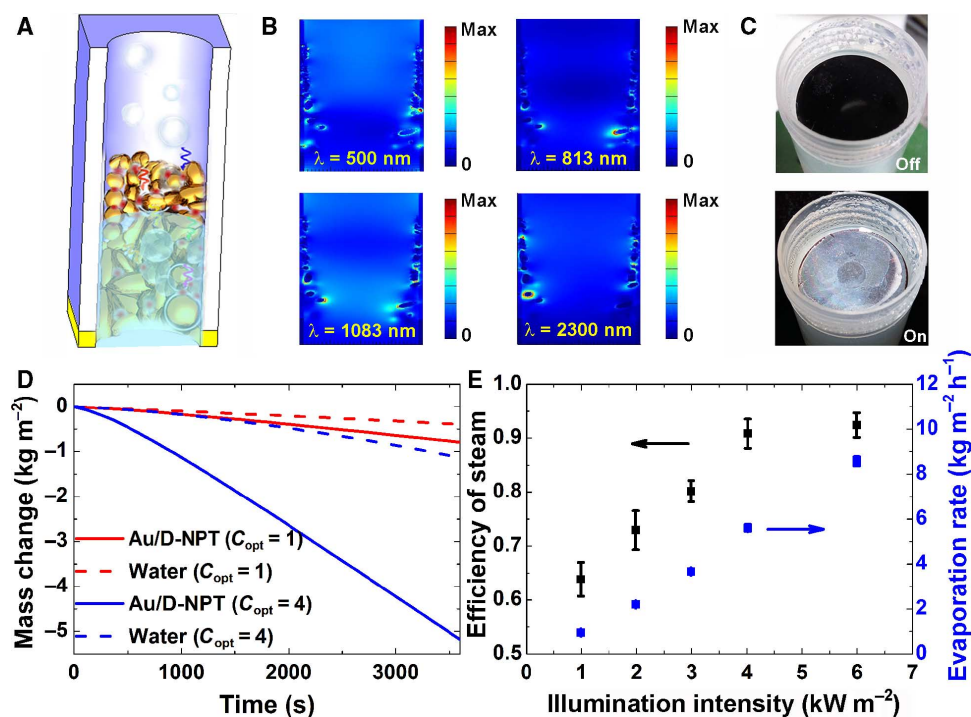 A
B
C
Max
0
λ = 500 nm
Max
0
λ = 813 nm
Off
Max
0
λ = 1083 nm
Max
0
λ = 2300 nm
On
D
Mass change (kg m⁻²)
0
−1
−2
−3
−4
−5
Au/D-NPT (Copt = 1)
Water (Copt = 1)
Au/D-NPT (Copt = 4)
Water (Copt = 4)
0 1000 2000 3000
Time (s)
E
Efficiency of steam
1.0
0.9
0.8
0.7
0.6
0.5
0 1 2 3 4 5 6 7
Illumination intensity (kW m⁻²)
12
10
8
6
4
2
0
Evaporation rate (kg m⁻² h⁻¹)